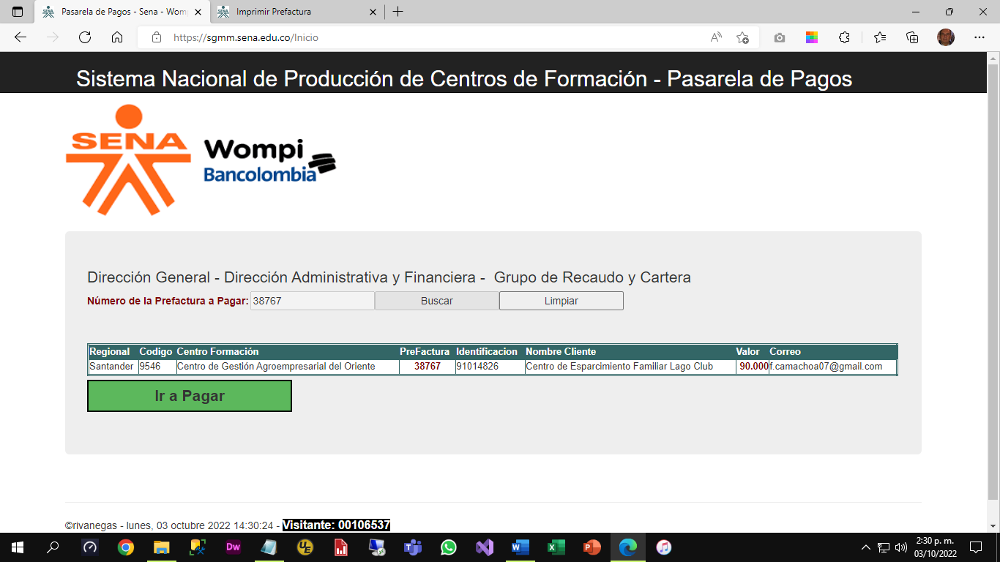 Pasarela de Pagos - Sena - Wom
Imprimir Prefactura
https://sgmm.sena.edu.co/Inicio
Sistema Nacional de Producción de Centros de Formación - Pasarela de Pagos
SENA
Wompi
Bancolombia
Dirección General - Dirección Administrativa y Financiera - Grupo de Recaudo y Cartera
Número de la Prefactura a Pagar: 38767 Buscar Limpiar
Regional Codigo Centro Formación PreFactura Identificacion Nombre Cliente Valor Correo
Santander 9546 Centro de Gestión Agroempresarial del Oriente 38767 91014826 Centro de Esparcimiento Familiar Lago Club 90.000 f.camachoa07@gmail.com
Ir a Pagar
©rivanegas - lunes, 03 octubre 2022 14:30:24 - Visitante: 00106537
Dw
UE
2:30 p. m.
03/10/2022